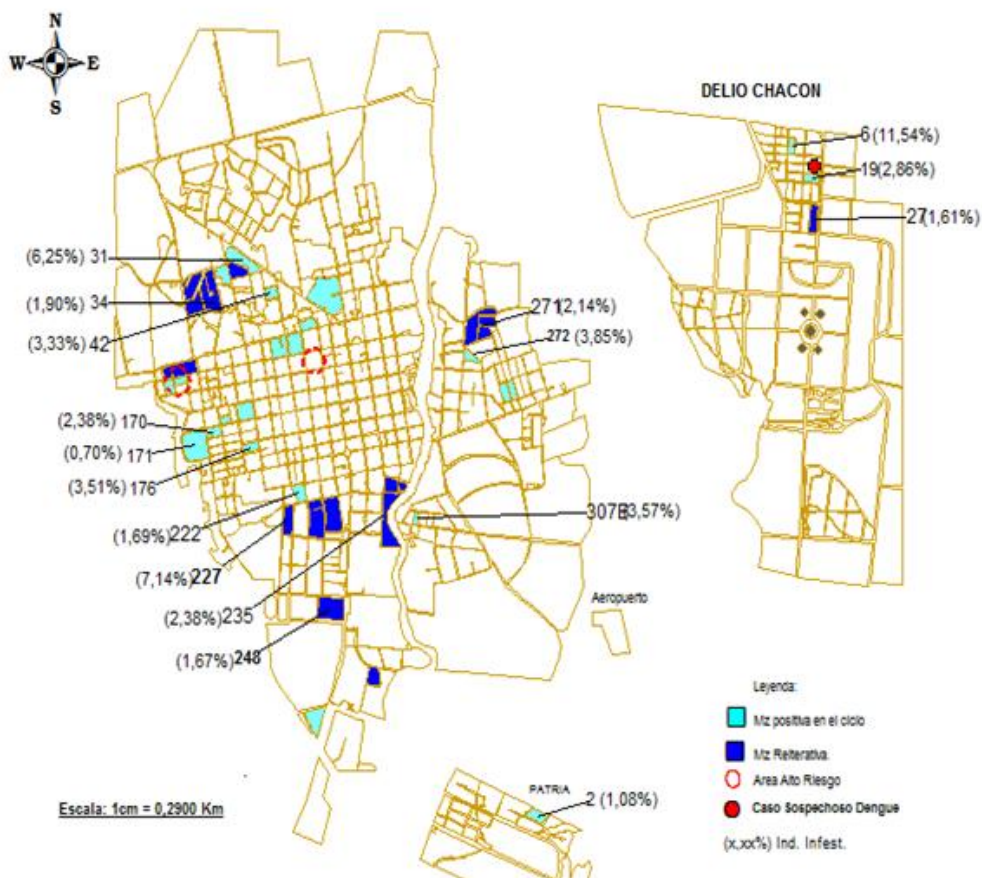 N
W E
S
DELIO CHACON
6 (11,54%)
19(2,86%)
27(1,61%)
(6,25%) 31
(1,90%) 34
(3,33%) 42
271(2,14%)
272 (3,85%)
(2,38%) 170
(0,70%) 171
(3,51%) 176
(1,69%) 222
(7,14%) 227
(2,38%) 235
(1,67%) 248
307B(3,57%)
Aeropuerto
PATRIA
2 (1,08%)
Escala: 1cm = 0,2900 Km
Leyenda:
Mz positiva en el ciclo
Mz Reiterativa
Area Alto Riesgo
Caso Sospechoso Dengue
(x,xx%) Ind. Infest.